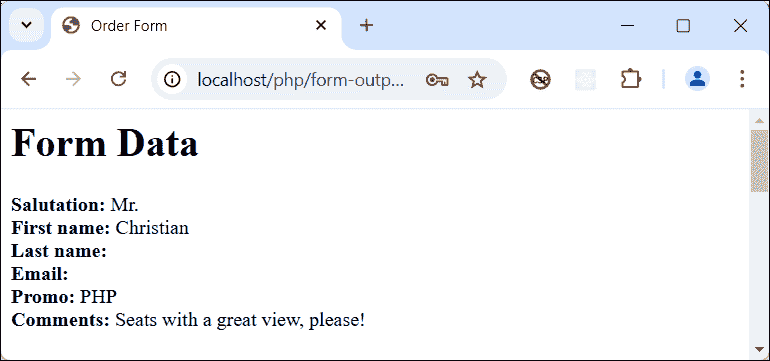 Order Form
localhost/php/form-outp...
CSP
Form Data
Salutation: Mr.
First name: Christian
Last name:
Email:
Promo: PHP
Comments: Seats with a great view, please!